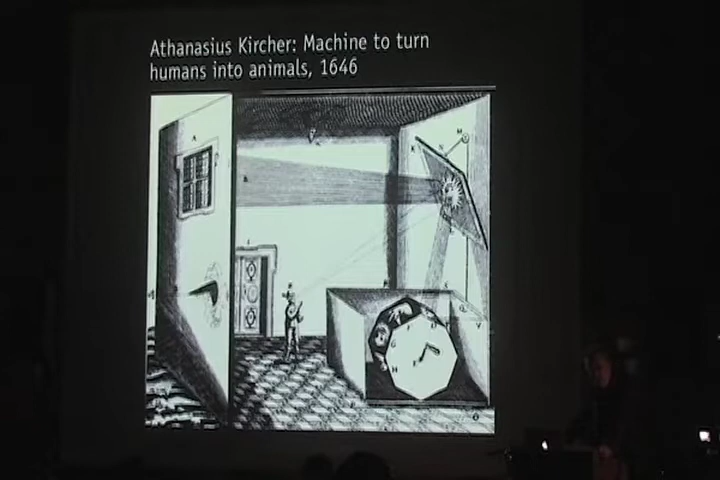 Athanasius Kircher: Machine to turn
humans into animals, 1646
A